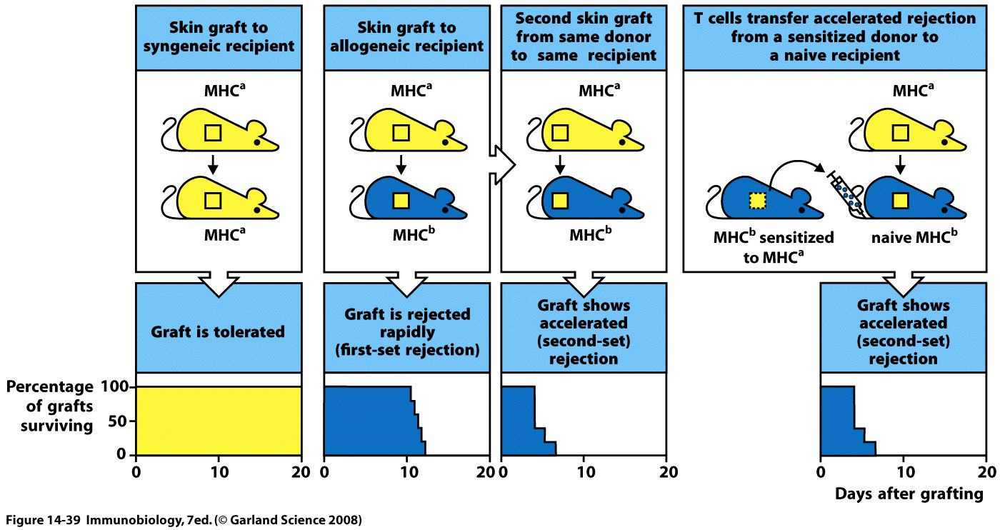 Skin graft to
syngeneic recipient
MHCa
MHCa
Graft is tolerated
Skin graft to
allogeneic recipient
MHCa
MHCb
Graft is rejected
rapidly
(first-set rejection)
Second skin graft
from same donor
to same recipient
MHCa
MHCb
Graft shows
accelerated
(second-set)
rejection
T cells transfer accelerated rejection
from a sensitized donor to
a naive recipient
MHCa
MHCb sensitized
to MHCa
naive MHCb
Graft shows
accelerated
(second-set)
rejection
Percentage
of grafts
surviving
100
50
0
0 10 20
0 10 20
0 10 20
0 10 20
Days after grafting
Figure 14-39 Immunobiology, 7ed. (© Garland Science 2008)